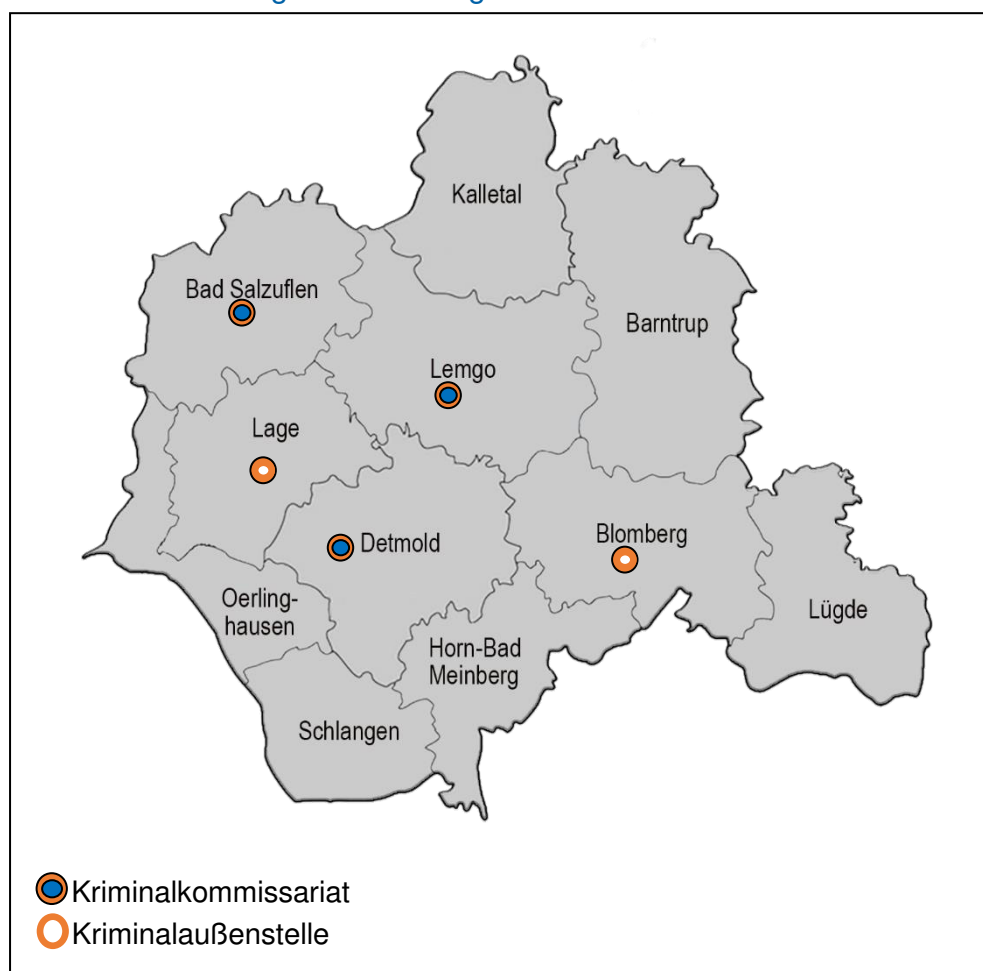 Kalletal
Bad Salzuflen
Barntrup
Lemgo
Lage
Detmold
Blomberg
Oerling-
hausen
Lügde
Horn-Bad
Meinberg
Schlangen
Kriminalkommissariat
Kriminalaußenstelle